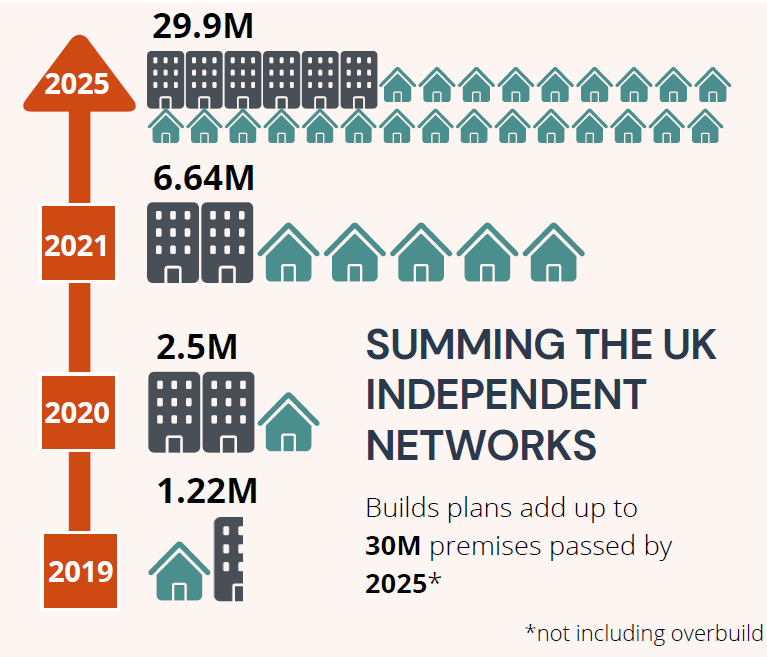 29.9M
2025
6.64M
2021
2.5M
2020
SUMMING THE UK
INDEPENDENT
NETWORKS
1.22M
2019
Builds plans add up to
30M premises passed by
2025*
*not including overbuild